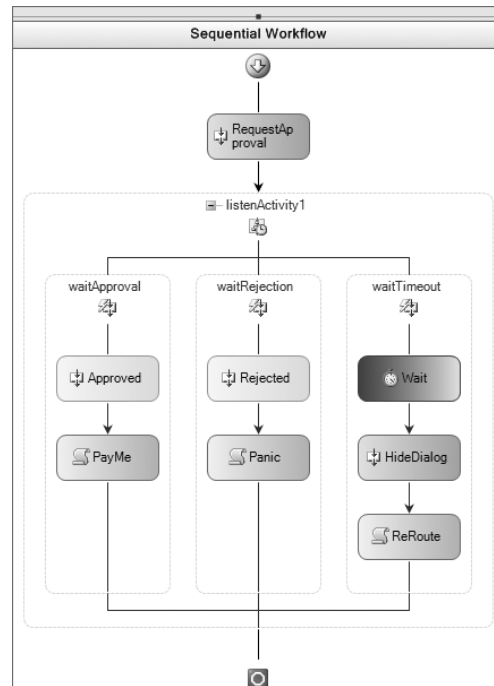 Sequential Workflow
RequestAp
proval
listenActivity1
waitApproval
waitRejection
waitTimeout
Approved
Rejected
Wait
PayMe
Panic
HideDialog
ReRoute